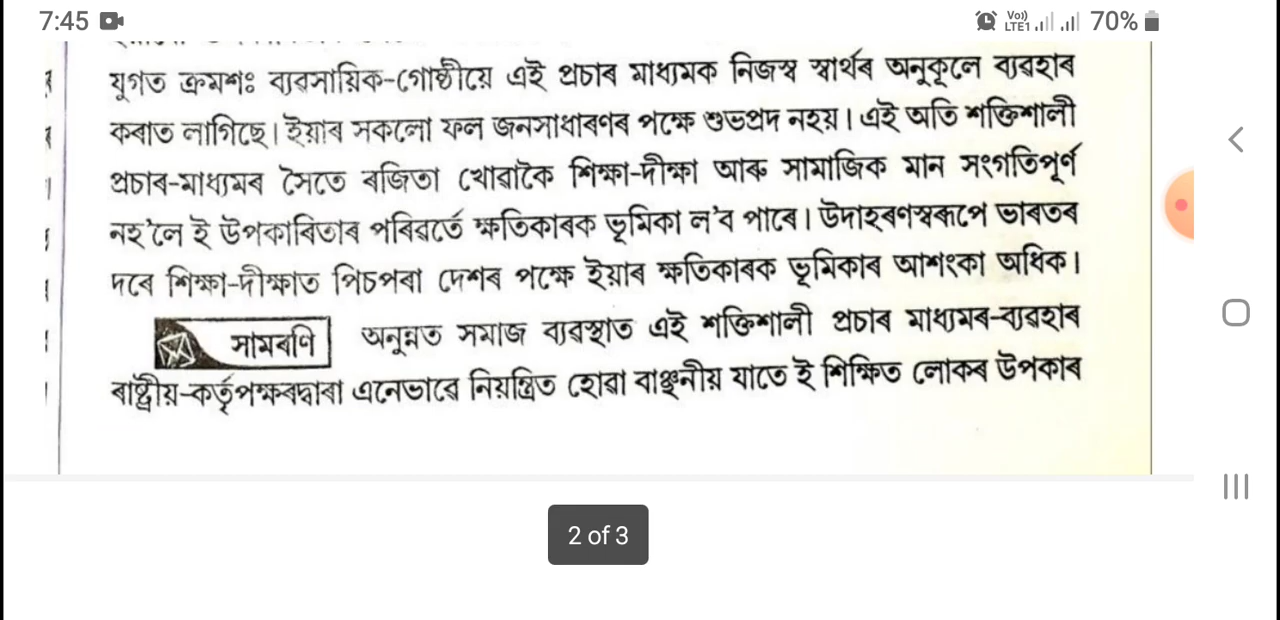 7:45
Vo)) LTE1 70%
যুগত ক্ৰমশঃ ব্যৱসায়িক-গোষ্ঠীয়ে এই প্ৰচাৰ মাধ্যমক নিজস্ব স্বাৰ্থৰ অনুকূলে ব্যৱহাৰ
কৰাত লাগিছে। ইয়াৰ সকলো ফল জনসাধাৰণৰ পক্ষে শুভপ্ৰদ নহয়। এই অতি শক্তিশালী
প্ৰচাৰ-মাধ্যমৰ সৈতে ৰজিতা খোৱাকৈ শিক্ষা-দীক্ষা আৰু সামাজিক মান সংগতিপূৰ্ণ
নহ'লে ই উপকাৰিতাৰ পৰিৱৰ্তে ক্ষতিকাৰক ভূমিকা ল'ব পাৰে। উদাহৰণস্বৰূপে ভাৰতৰ
দৰে শিক্ষা-দীক্ষাত পিচপৰা দেশৰ পক্ষে ইয়াৰ ক্ষতিকাৰক ভূমিকাৰ আশংকা অধিক।
সামৰণি অনুন্নত সমাজ ব্যৱস্থাত এই শক্তিশালী প্ৰচাৰ মাধ্যমৰ-ব্যৱহাৰ
ৰাষ্ট্ৰীয়-কৰ্তৃপক্ষৰদ্বাৰা এনেভাৱে নিয়ন্ত্ৰিত হোৱা বাঞ্ছনীয় যাতে ই শিক্ষিত লোকৰ উপকাৰ
2 of 3